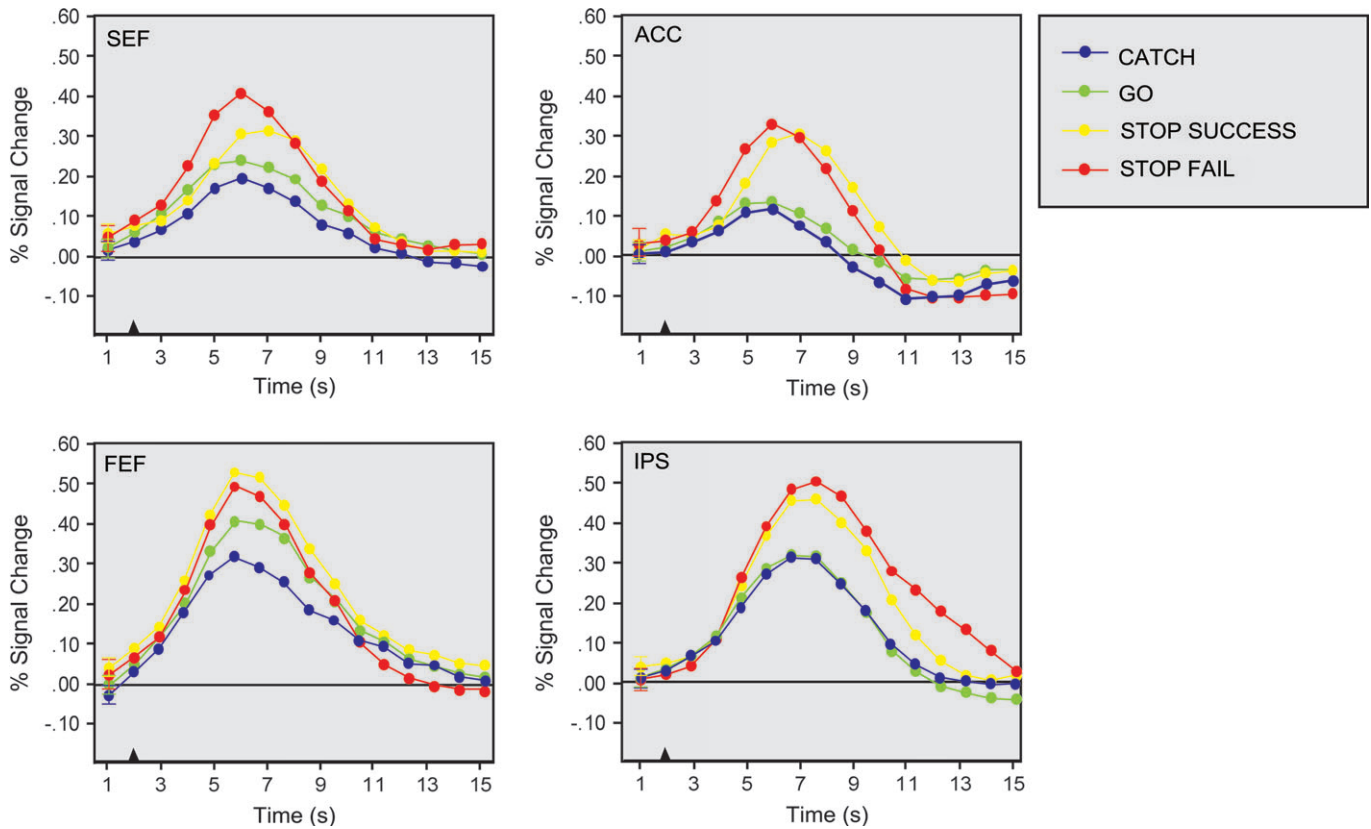 SEF
.60
.50
.40
.30
.20
.10
.00
-.10
% Signal Change
1 3 5 7 9 11 13 15
Time (s)
ACC
.60
.50
.40
.30
.20
.10
.00
-.10
% Signal Change
1 3 5 7 9 11 13 15
Time (s)
CATCH
GO
STOP SUCCESS
STOP FAIL
FEF
.60
.50
.40
.30
.20
.10
.00
-.10
% Signal Change
1 3 5 7 9 11 13 15
Time (s)
IPS
.60
.50
.40
.30
.20
.10
.00
-.10
% Signal Change
1 3 5 7 9 11 13 15
Time (s)